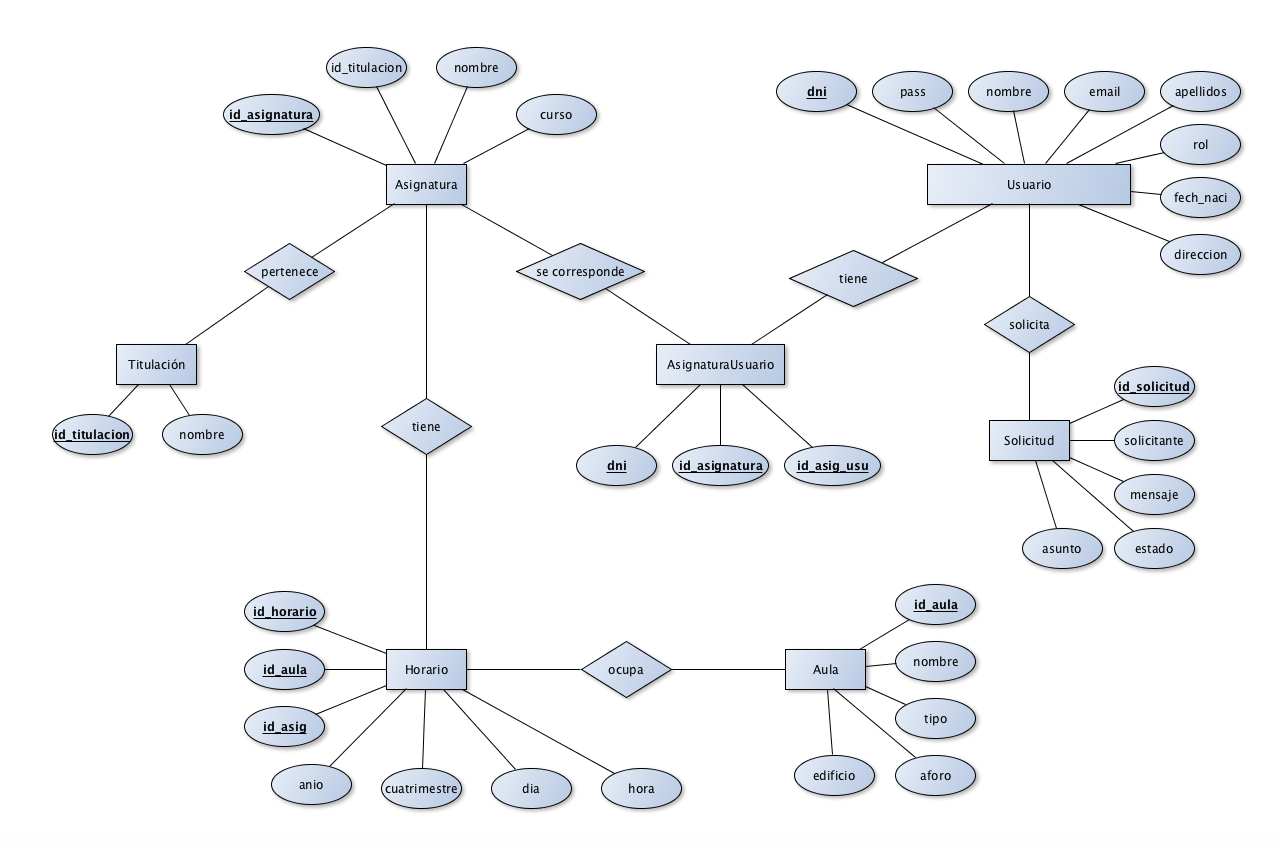 id_titulacion
nombre
id_asignatura
curso
Asignatura
dni
pass
nombre
email
apellidos
rol
fech_naci
direccion
Usuario
pertenece
se corresponde
tiene
solicita
Titulación
id_titulacion
nombre
AsignaturaUsuario
dni
id_asignatura
id_asig_usu
tiene
id_solicitud
Solicitud
solicitante
mensaje
asunto
estado
id_horario
id_aula
id_asig
Horario
anio
cuatrimestre
dia
hora
ocupa
Aula
id_aula
nombre
tipo
edificio
aforo